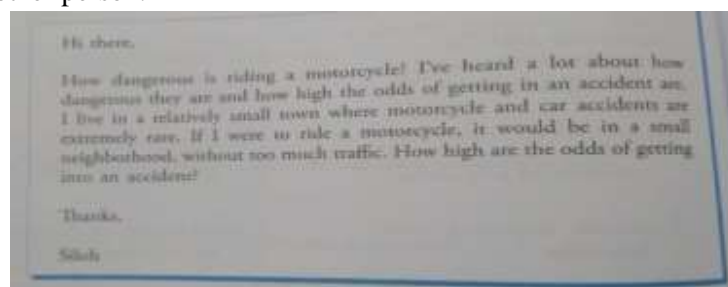 Hi there,
How dangerous is riding a motorcycle? I've heard a lot about how
dangerous they are and how high the odds of getting in an accident are.
I live in a relatively small town where motorcycle and car accidents are
extremely rare. If I were to ride a motorcycle, it would be in a small
neighborhood, without too much traffic. How high are the odds of getting
into an accident?
Thanks,